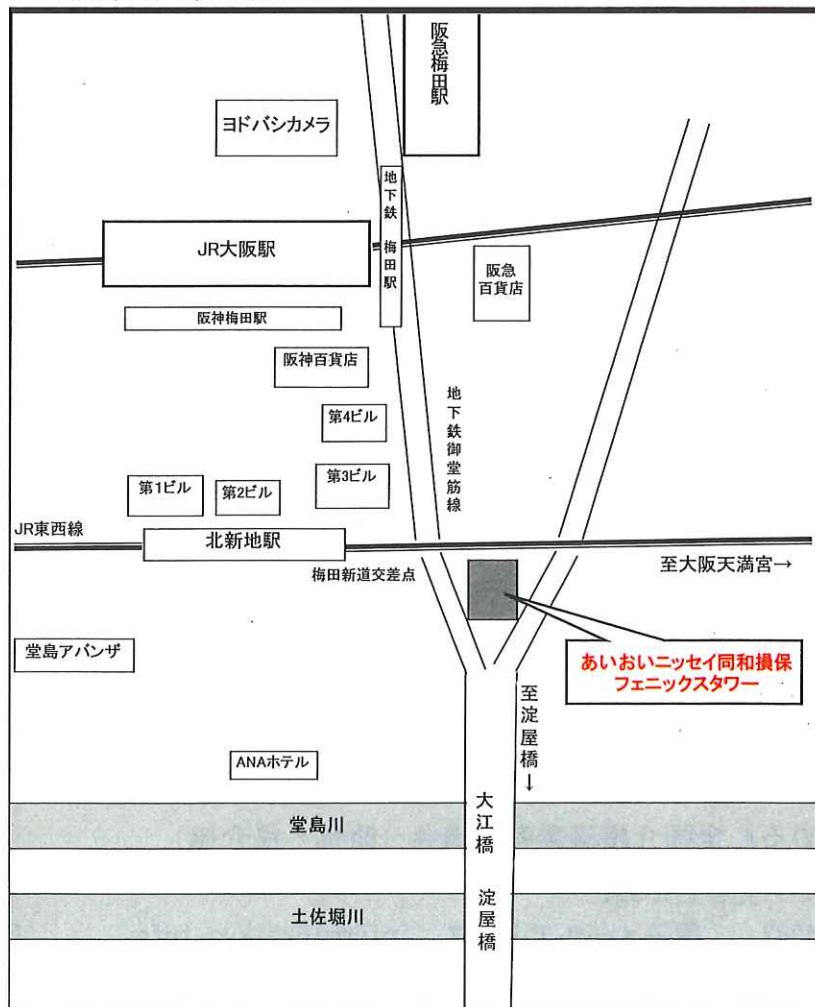 阪急梅田駅
ヨドバシカメラ
地下鉄 梅田駅
JR大阪駅
阪急
百貨店
阪神梅田駅
阪神百貨店
地下鉄御堂筋線
第4ビル
第3ビル
第1ビル
第2ビル
JR東西線
北新地駅
梅田新道交差点
至大阪天満宮→
堂島アバンザ
あいおいニッセイ同和損保
フェニックスタワー
至淀屋橋→
ANAホテル
大江橋
堂島川
淀屋橋
土佐堀川